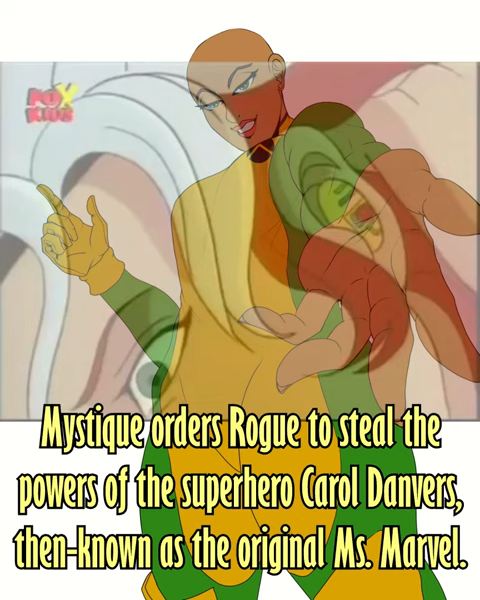 FOX
KIDS
Mystique orders Rogue to steal the
powers of the superhero Carol Danvers,
then-known as the original Ms. Marvel.